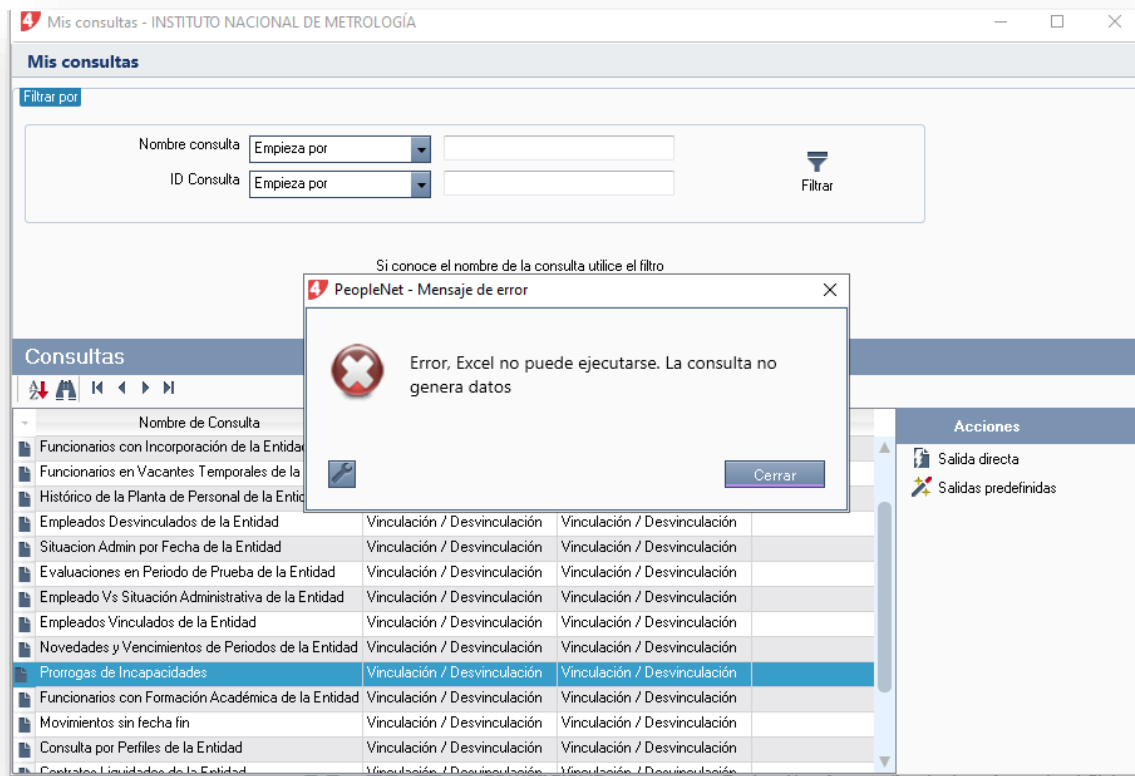 Mis consultas - INSTITUTO NACIONAL DE METROLOGÍA
Mis consultas
Filtrar por
Nombre consulta Empieza por
ID Consulta Empieza por
Filtrar
Si conoce el nombre de la consulta utilice el filtro
PeopleNet - Mensaje de error
Error, Excel no puede ejecutarse. La consulta no
genera datos
Cerrar
Consultas
Nombre de Consulta
Acciones
Salida directa
Salidas predefinidas
Funcionarios con Incorporación de la Entidad
Funcionarios en Vacantes Temporales de la
Histórico de la Planta de Personal de la Entid
Empleados Desvinculados de la Entidad Vinculación / Desvinculación Vinculación / Desvinculación
Situacion Admin por Fecha de la Entidad Vinculación / Desvinculación Vinculación / Desvinculación
Evaluaciones en Periodo de Prueba de la Entidad Vinculación / Desvinculación Vinculación / Desvinculación
Empleado Vs Situación Administrativa de la Entidad Vinculación / Desvinculación Vinculación / Desvinculación
Empleados Vinculados de la Entidad Vinculación / Desvinculación Vinculación / Desvinculación
Novedades y Vencimientos de Periodos de la Entidad Vinculación / Desvinculación Vinculación / Desvinculación
Prorrogas de Incapacidades Vinculación / Desvinculación Vinculación / Desvinculación
Funcionarios con Formación Académica de la Entidad Vinculación / Desvinculación Vinculación / Desvinculación
Movimientos sin fecha fin Vinculación / Desvinculación Vinculación / Desvinculación
Consulta por Perfiles de la Entidad Vinculación / Desvinculación Vinculación / Desvinculación
Contratos Liquidados de la Entidad Vinculación / Desvinculación Vinculación / Desvinculación